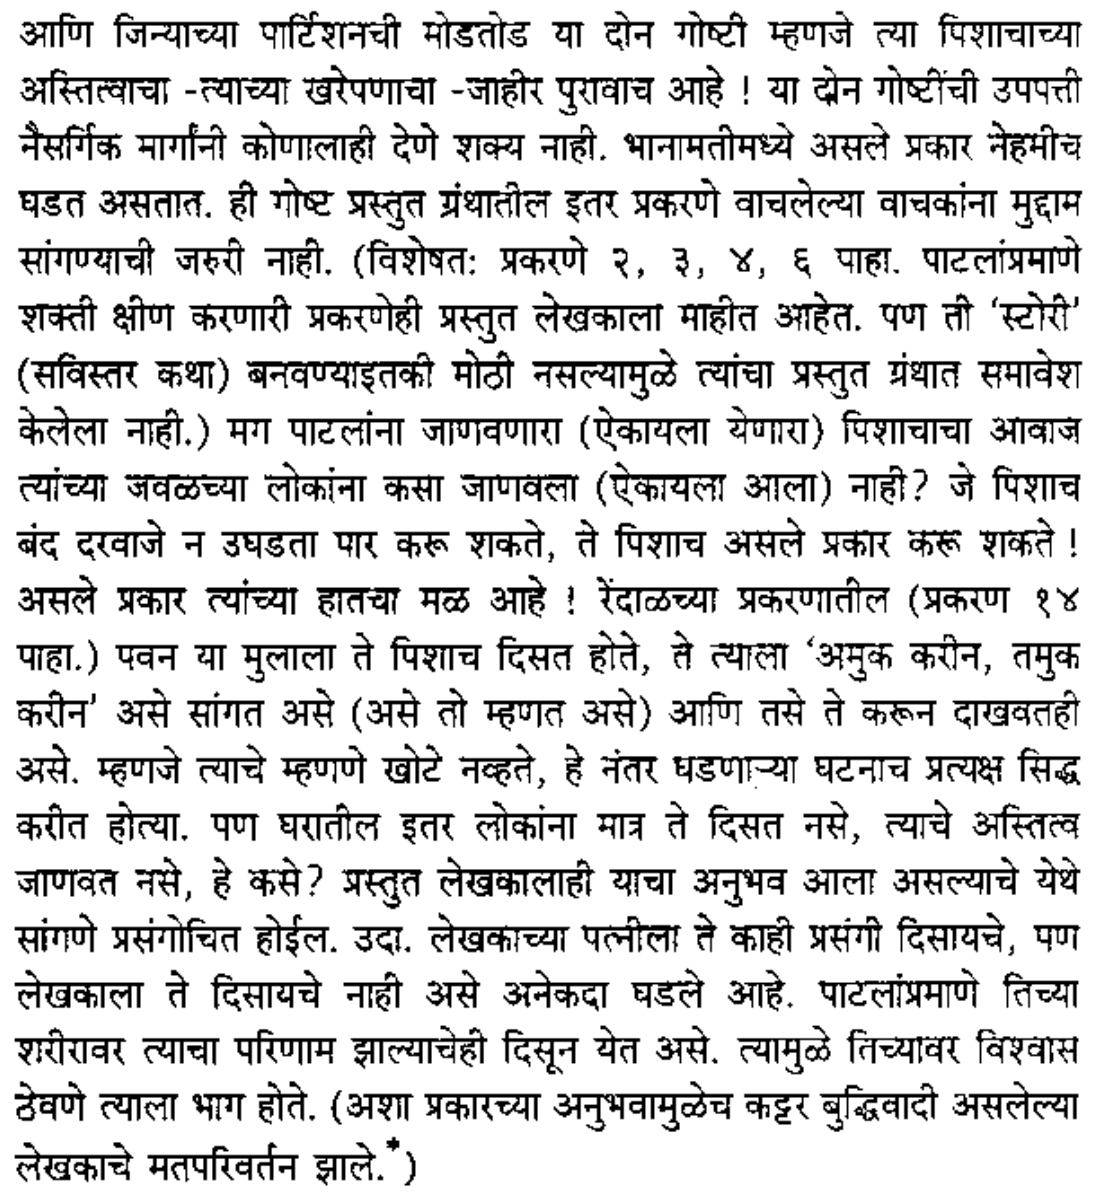 आणि जिन्याच्या पार्टिशनची मोडतोड या दोन गोष्टी म्हणजे त्या पिशाचाच्या
अस्तित्वाचा -त्याच्या खरेपणाचा -जाहीर पुरावाच आहे ! या दोन गोष्टींची उपपत्ती
नैसर्गिक मार्गांनी कोणालाही देणे शक्य नाही. भानामतीमध्ये असले प्रकार नेहमीच
घडत असतात. ही गोष्ट प्रस्तुत ग्रंथातील इतर प्रकरणे वाचलेल्या वाचकांना मुद्दाम
सांगण्याची जरुरी नाही. (विशेषत: प्रकरणे २, ३, ४, ६ पाहा. पाटलांप्रमाणे
शक्ती क्षीण करणारी प्रकरणेही प्रस्तुत लेखकाला माहीत आहेत. पण ती 'स्टोरी'
(सविस्तर कथा) बनवण्याइतकी मोठी नसल्यामुळे त्यांचा प्रस्तुत ग्रंथात समावेश
केलेला नाही.) मग पाटलांना जाणवणारा (ऐकायला येणारा) पिशाचाचा आवाज
त्यांच्या जवळच्या लोकांना कसा जाणवला (ऐकायला आला) नाही? जे पिशाच
बंद दरवाजे न उघडता पार करू शकते, ते पिशाच असले प्रकार करू शकते !
असले प्रकार त्यांच्या हातचा मळ आहे ! रेंदाळच्या प्रकरणातील (प्रकरण १४
पाहा.) पवन या मुलाला ते पिशाच दिसत होते, ते त्याला 'अमुक करीन, तमुक
करीन' असे सांगत असे (असे तो म्हणत असे) आणि तसे ते करून दाखवतही
असे. म्हणजे त्याचे म्हणणे खोटे नव्हते, हे नंतर घडणाऱ्या घटनाच प्रत्यक्ष सिद्ध
करीत होत्या. पण घरातील इतर लोकांना मात्र ते दिसत नसे, त्याचे अस्तित्व
जाणवत नसे, हे कसे? प्रस्तुत लेखकालाही याचा अनुभव आला असल्याचे येथे
सांगणे प्रसंगोचित होईल. उदा. लेखकाच्या पत्नीला ते काही प्रसंगी दिसायचे, पण
लेखकाला ते दिसायचे नाही असे अनेकदा घडले आहे. पाटलांप्रमाणे तिच्या
शरीरावर त्याचा परिणाम झाल्याचेही दिसून येत असे. त्यामुळे तिच्यावर विश्वास
ठेवणे त्याला भाग होते. (अशा प्रकारच्या अनुभवामुळेच कट्टर बुद्धिवादी असलेल्या
लेखकाचे मतपरिवर्तन झाले.*)